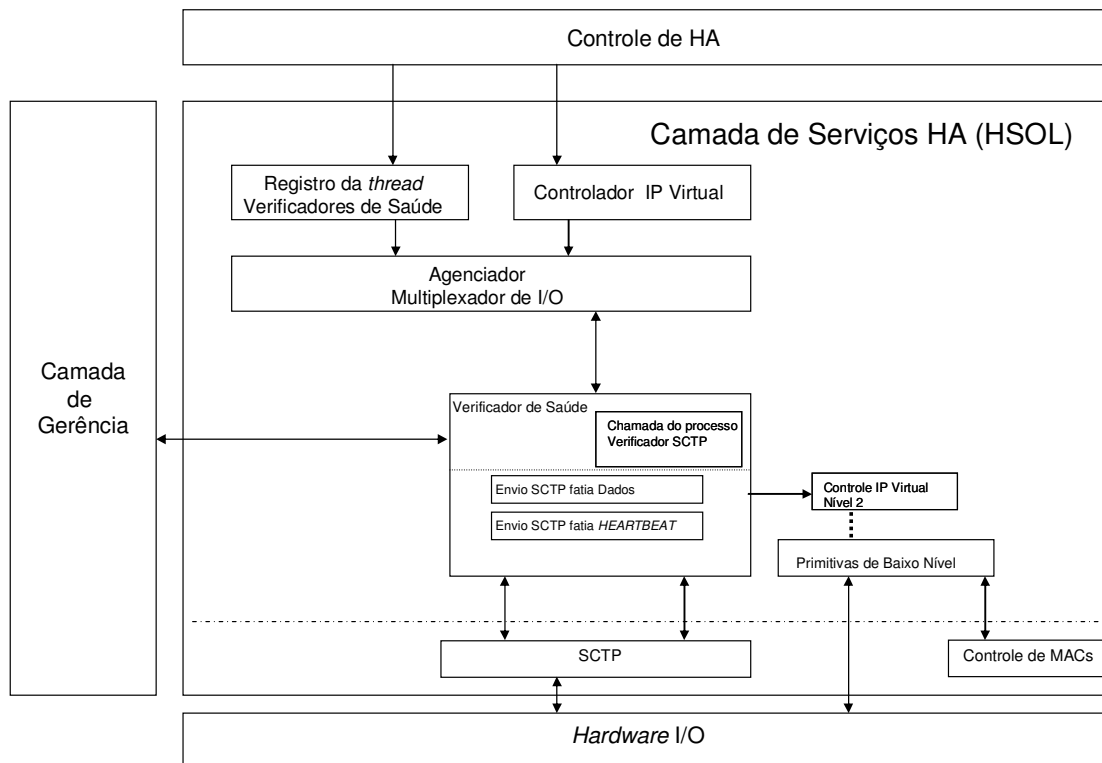 Controle de HA
Camada de Serviços HA (HSOL)
Registro da thread
Verificadores de Saúde
Controlador IP Virtual
Agenciador
Multiplexador de I/O
Camada
de
Gerência
Verificador de Saúde
Chamada do processo
Verificador SCTP
Envio SCTP fatia Dados
Envio SCTP fatia HEARTBEAT
Controle IP Virtual
Nível 2
Primitivas de Baixo Nível
SCTP
Controle de MACs
Hardware I/O